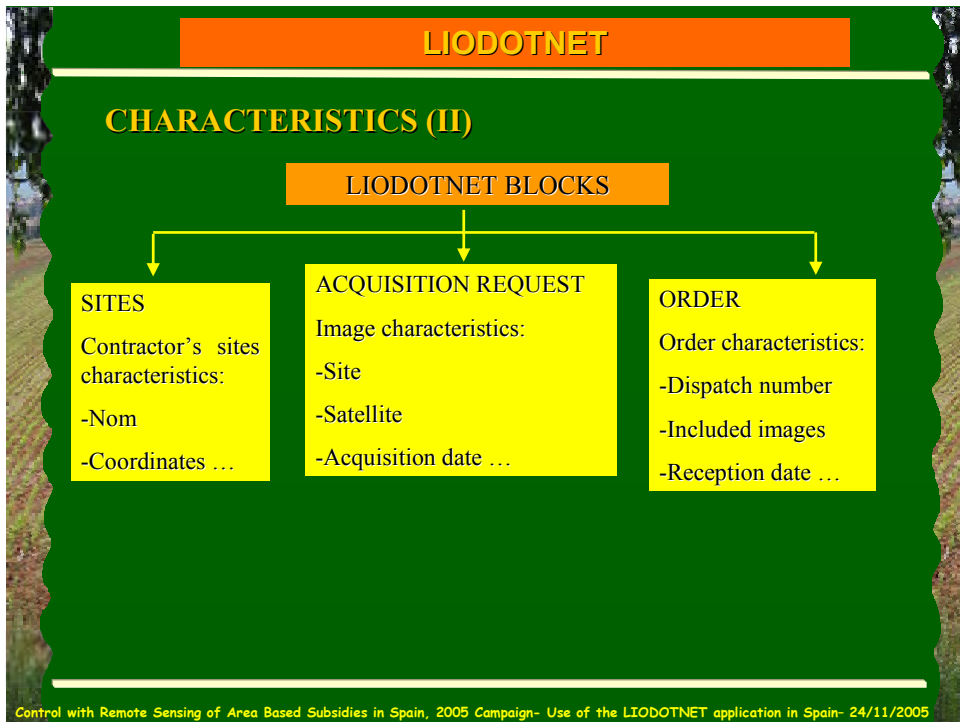 LIODOTNET
CHARACTERISTICS (II)
LIODOTNET BLOCKS
SITES
Contractor’s sites
characteristics:
-Nom
-Coordinates …
ACQUISITION REQUEST
Image characteristics:
-Site
-Satellite
-Acquisition date …
ORDER
Order characteristics:
-Dispatch number
-Included images
-Reception date …
Control with Remote Sensing of Area Based Subsidies in Spain, 2005 Campaign- Use of the LIODOTNET application in Spain- 24/11/2005